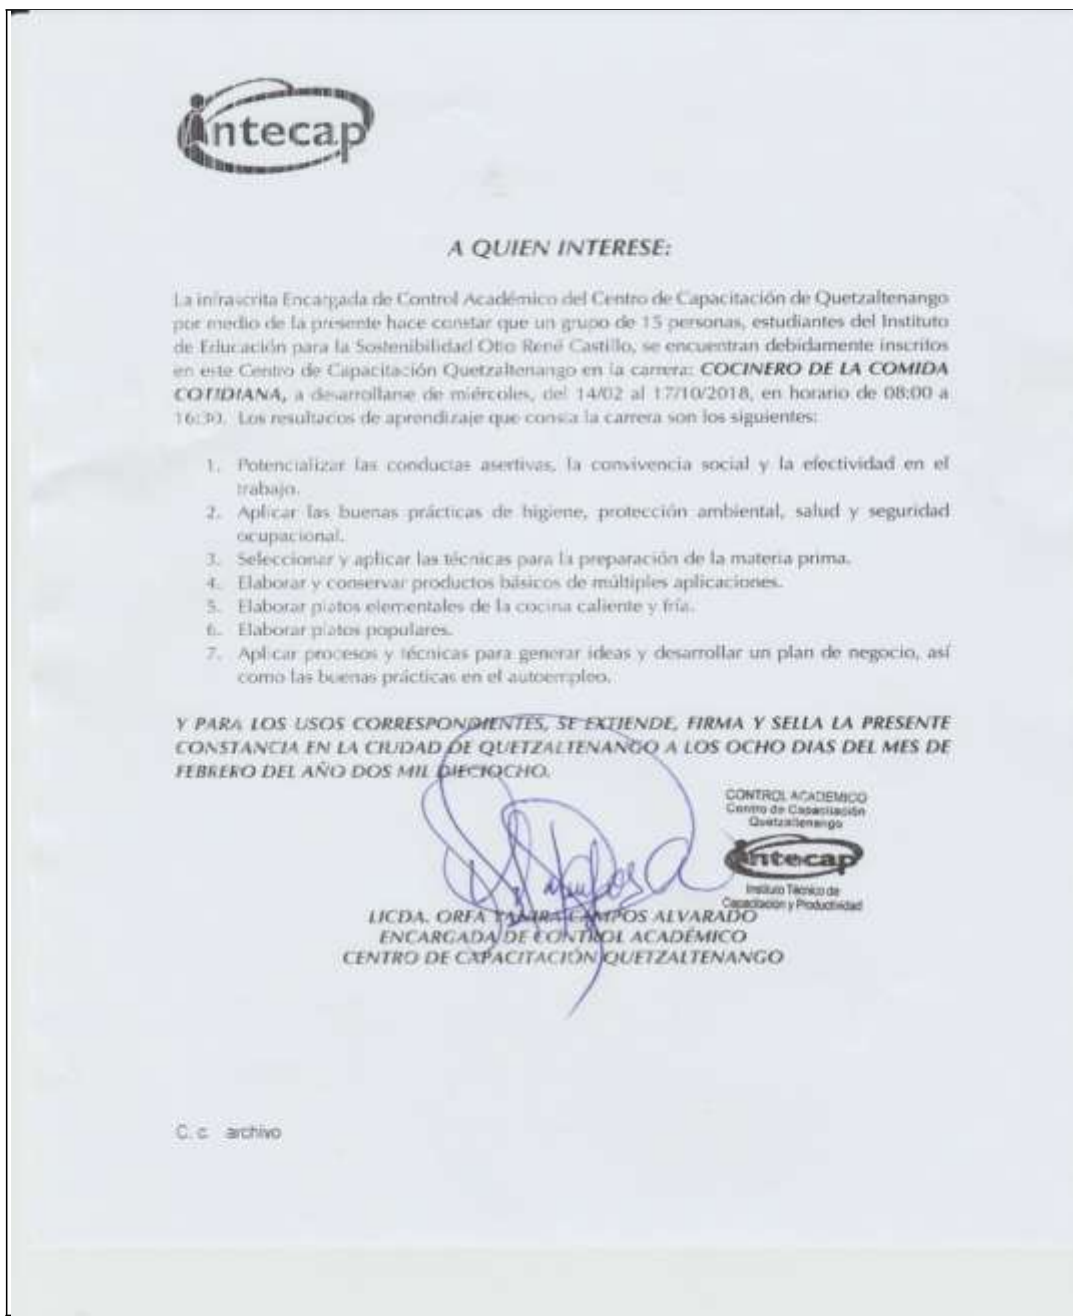 intecap
A QUIEN INTERESE:
La infrascrita Encargada de Control Académico del Centro de Capacitación de Quetzaltenango
por medio de la presente hace constar que un grupo de 15 personas, estudiantes del Instituto
de Educación para la Sostenibilidad Otto René Castillo, se encuentran debidamente inscritos
en este Centro de Capacitación Quetzaltenango en la carrera: COCINERO DE LA COMIDA
COTIDIANA, a desarrollarse de miércoles, del 14/02 al 17/10/2018, en horario de 08:00 a
16:30. Los resultados de aprendizaje que consta la carrera son los siguientes:
1. Potencializar las conductas asertivas, la convivencia social y la efectividad en el
trabajo.
2. Aplicar las buenas prácticas de higiene, protección ambiental, salud y seguridad
ocupacional.
3. Seleccionar y aplicar las técnicas para la preparación de la materia prima.
4. Elaborar y conservar productos básicos de múltiples aplicaciones.
5. Elaborar platos elementales de la cocina caliente y fría.
6. Elaborar platos populares.
7. Aplicar procesos y técnicas para generar ideas y desarrollar un plan de negocio, así
como las buenas prácticas en el autoempleo.
Y PARA LOS USOS CORRESPONDIENTES, SE EXTIENDE, FIRMA Y SELLA LA PRESENTE
CONSTANCIA EN LA CIUDAD DE QUETZALTENANGO A LOS OCHO DIAS DEL MES DE
FEBRERO DEL AÑO DOS MIL DIECIOCHO.
CONTROL ACADEMICO
Centro de Capacitación
Quetzaltenango
intecap
Instituto Técnico de
Capacitación y Productividad
LICDA. ORFA YANIRA CAMPOS ALVARADO
ENCARGADA DE CONTROL ACADÉMICO
CENTRO DE CAPACITACIÓN QUETZALTENANGO
C. c. archivo